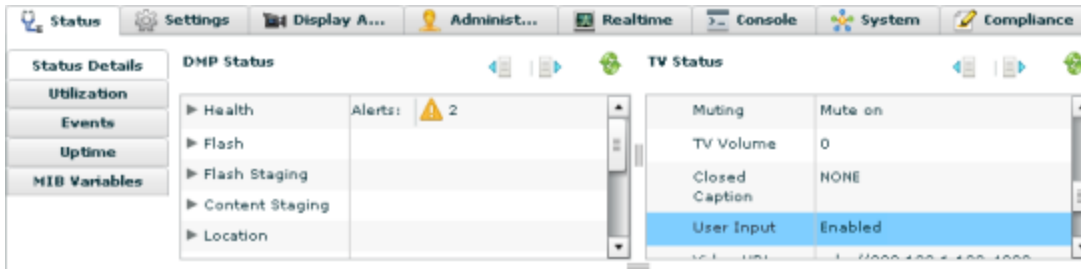 Status Settings Display A... Administ... Realtime Console System Compliance
Status Details
Utilization
Events
Uptime
MIB Variables
DMP Status
Health Alerts: 2
Flash
Flash Staging
Content Staging
Location
TV Status
Muting Mute on
TV Volume 0
Closed
Caption
NONE
User Input Enabled